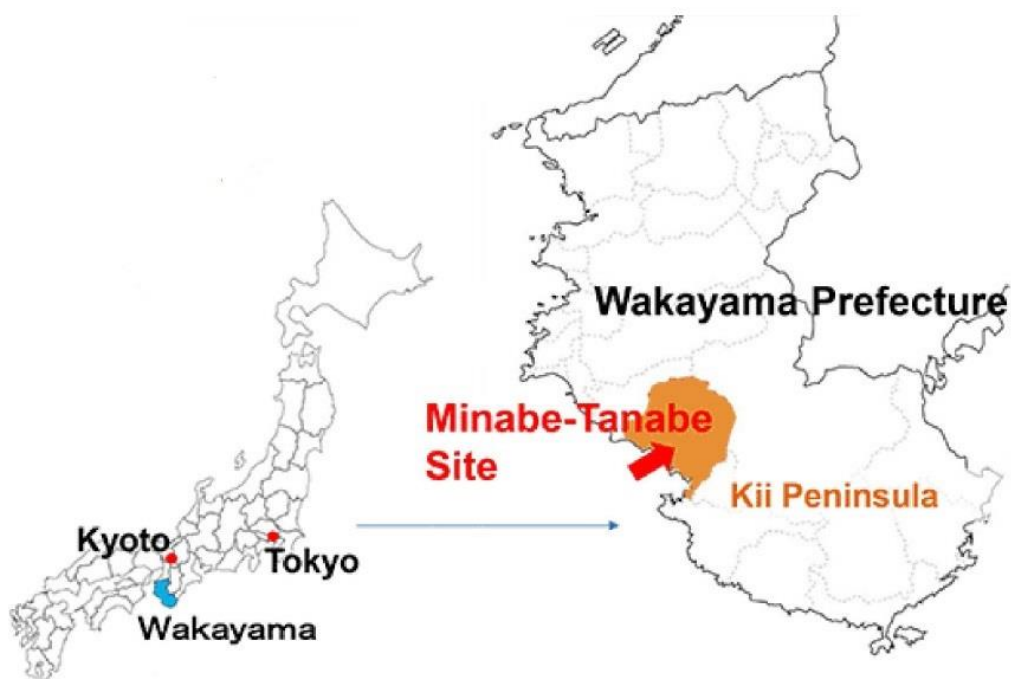 Kyoto
Tokyo
Wakayama
Wakayama Prefecture
Minabe-Tanabe
Site
Kii Peninsula